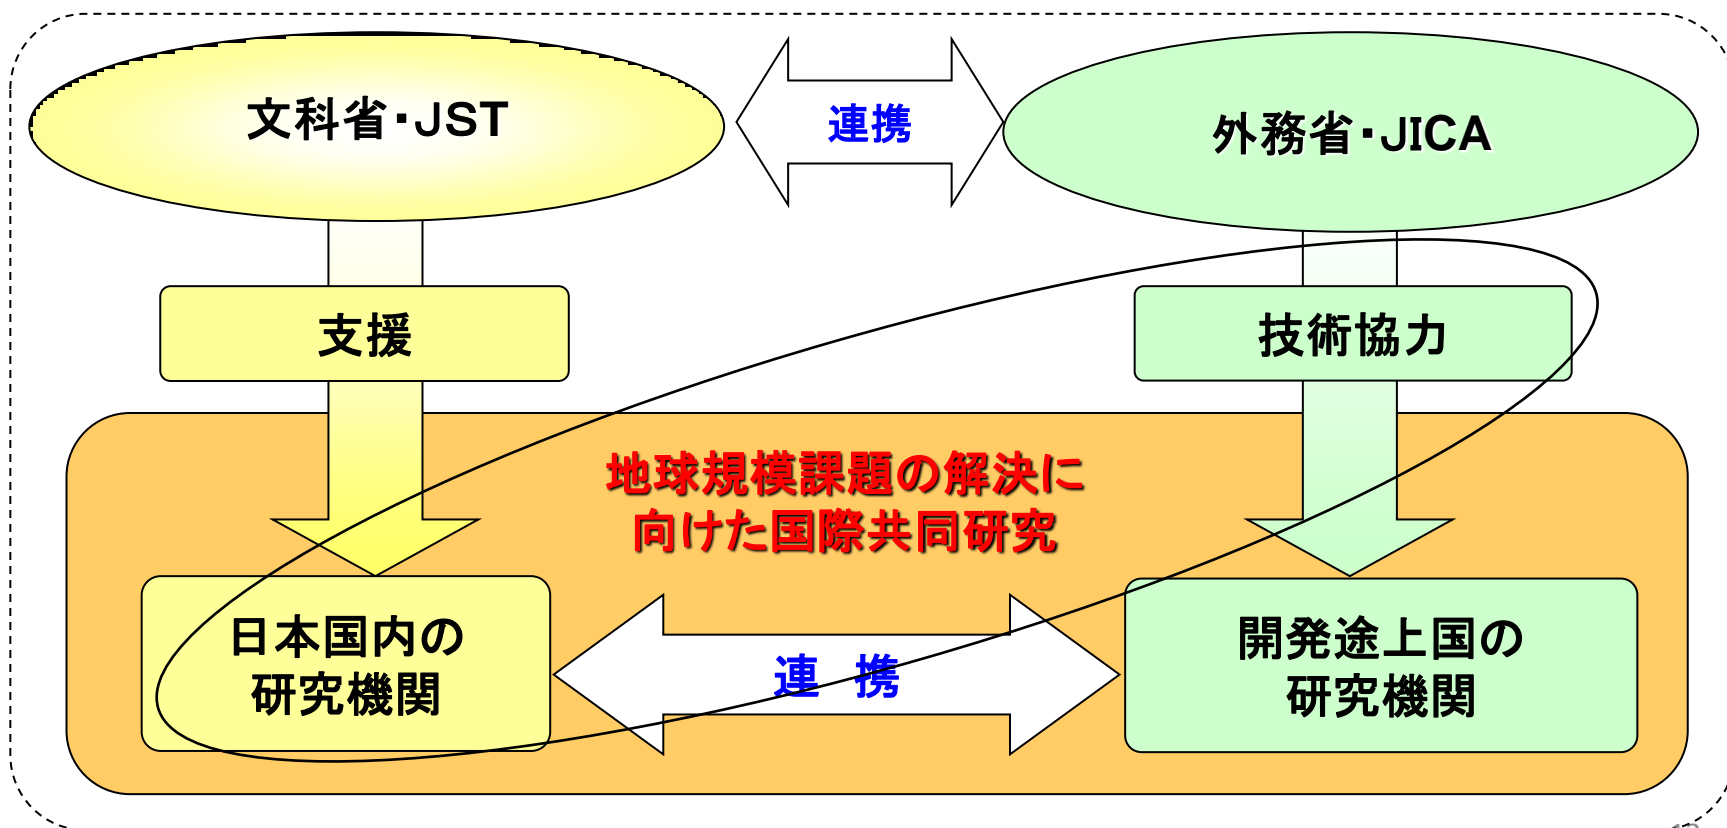 文科省・JST
連携
外務省・JICA
支援
技術協力
地球規模課題の解決に
向けた国際共同研究
日本国内の
研究機関
連　携
開発途上国の
研究機関